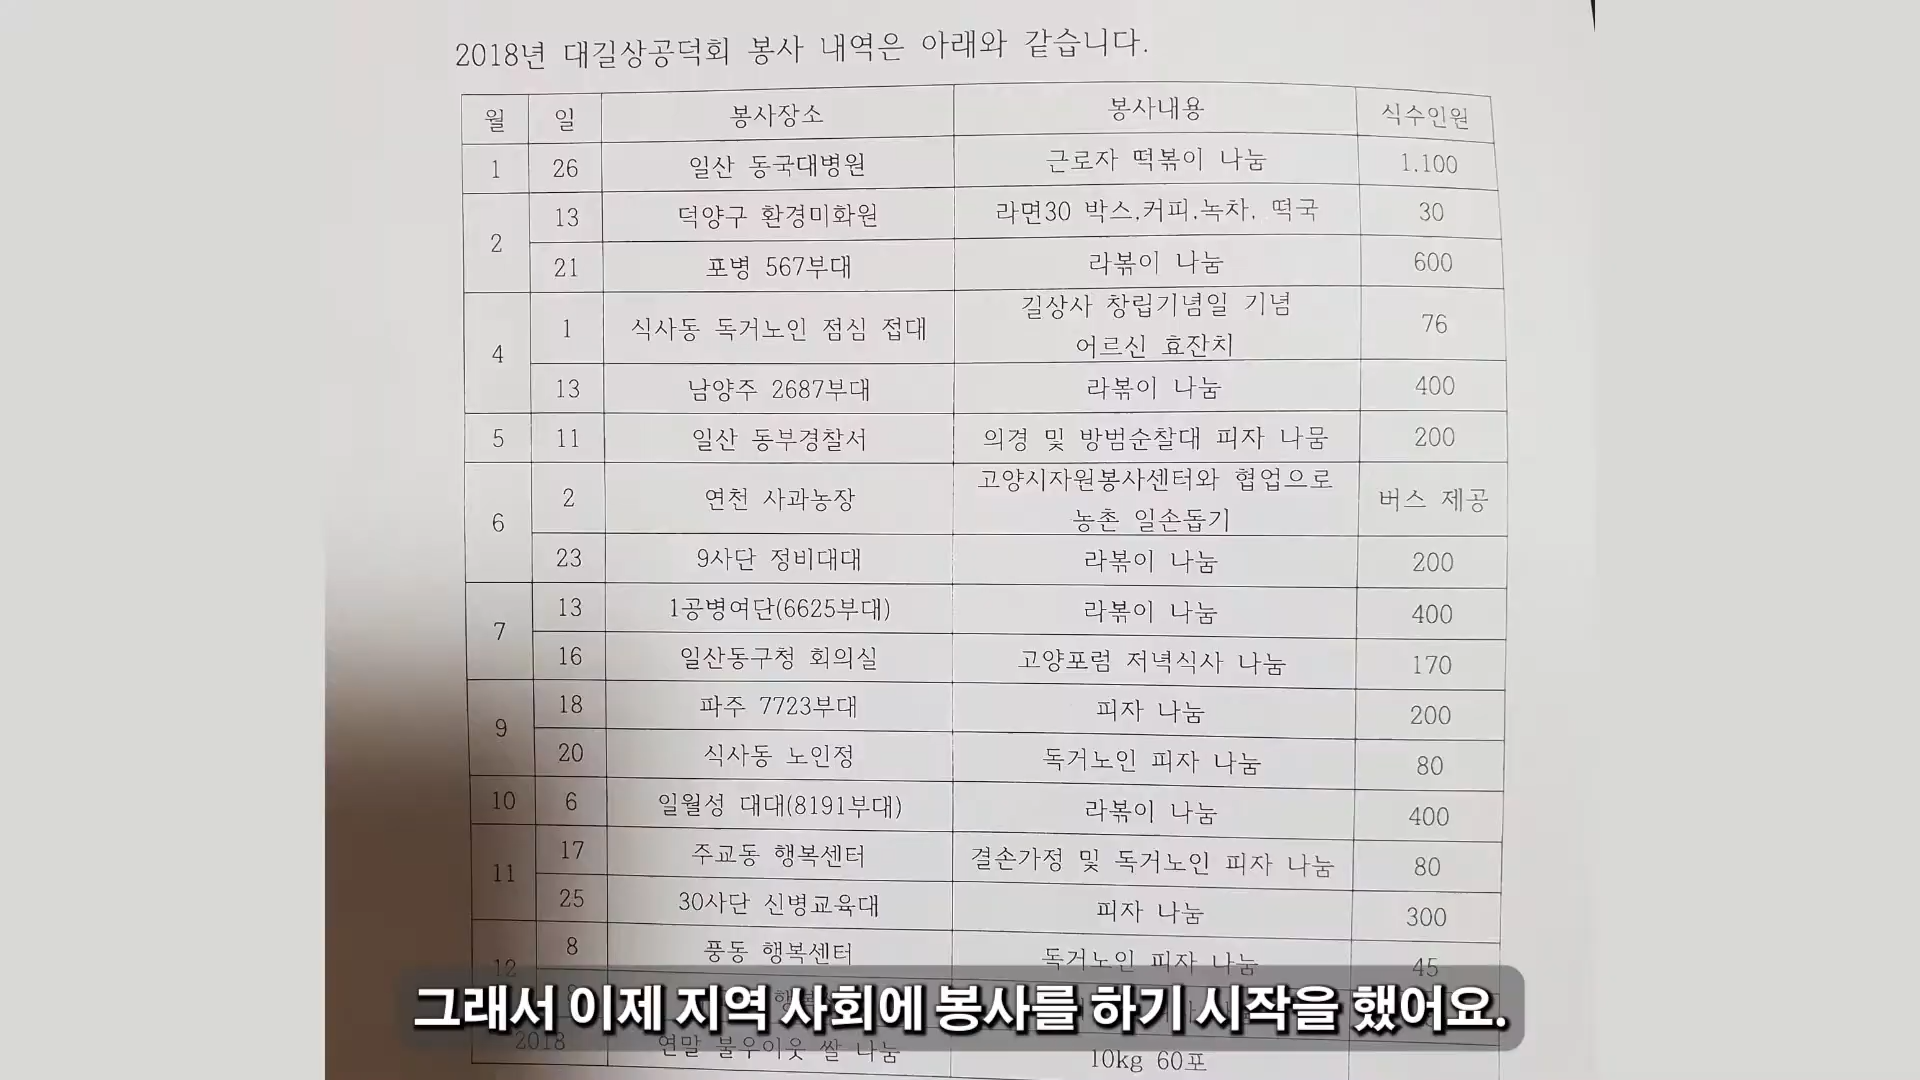 2018년 대길상공덕회 봉사 내역은 아래와 같습니다.
월 일 봉사장소 봉사내용 식수인원
1 26 일산 동국대병원 근로자 떡볶이 나눔 1,100
2 13 덕양구 환경미화원 라면30 박스,커피,녹차, 떡국 30
21 포병 567부대 라볶이 나눔 600
4 1 식사동 독거노인 점심 접대 길상사 창립기념일 기념
어르신 효잔치 76
13 남양주 2687부대 라볶이 나눔 400
5 11 일산 동부경찰서 의경 및 방범순찰대 피자 나뭄 200
6 2 연천 사과농장 고양시자원봉사센터와 협업으로
농촌 일손돕기 버스 제공
23 9사단 정비대대 라볶이 나눔 200
7 13 1공병여단(6625부대) 라볶이 나눔 400
16 일산동구청 회의실 고양포럼 저녁식사 나눔 170
9 18 파주 7723부대 피자 나눔 200
20 식사동 노인정 독거노인 피자 나눔 80
10 6 일월성 대대(8191부대) 라볶이 나눔 400
11 17 주교동 행복센터 결손가정 및 독거노인 피자 나눔 80
25 30사단 신병교육대 피자 나눔 300
12 8 풍동 행복센터 독거노인 피자 나눔 45
그래서 이제 지역 사회에 봉사를 하기 시작을 했어요.
2018 연말 불우이웃 쌀 나눔 10kg 60포